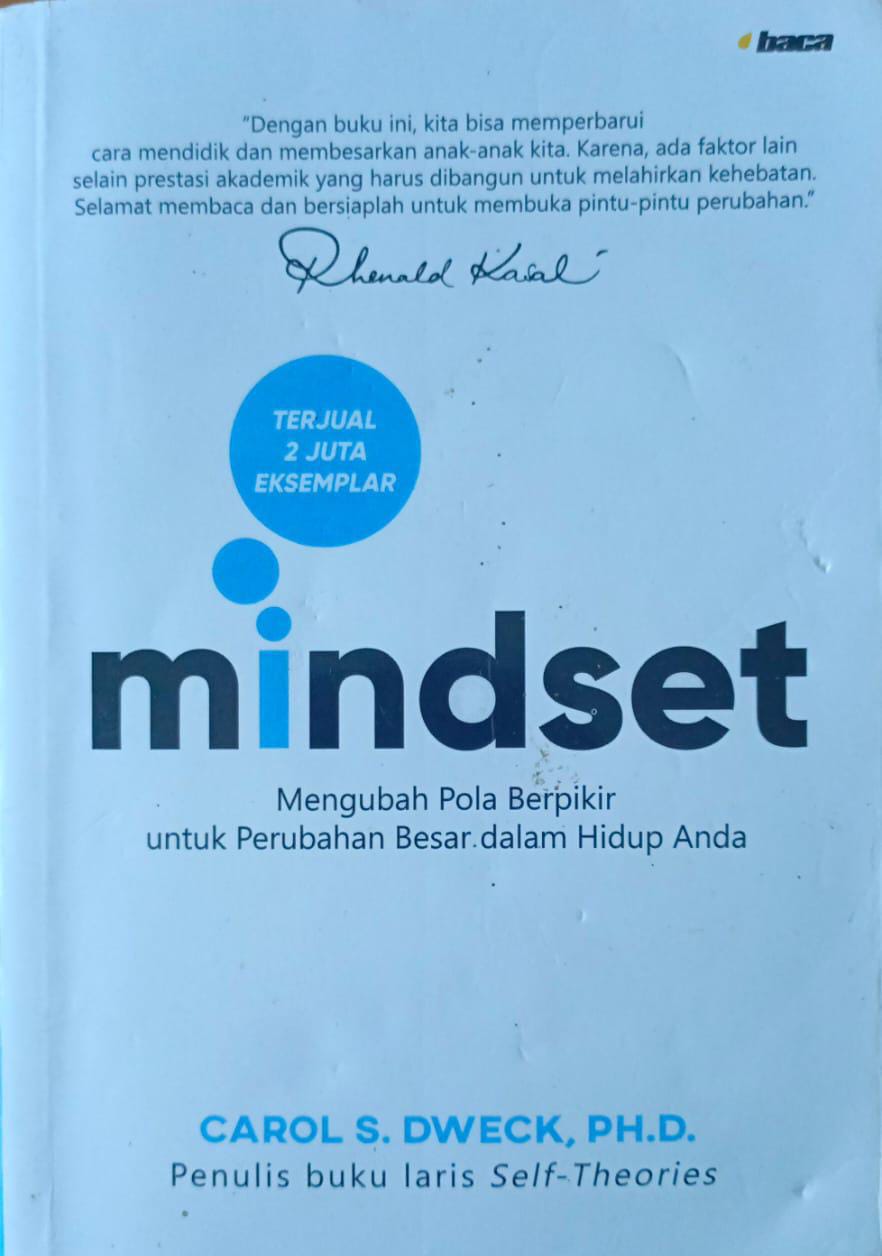 baca
"Dengan buku ini, kita bisa memperbarui
cara mendidik dan membesarkan anak-anak kita. Karena, ada faktor lain
selain prestasi akademik yang harus dibangun untuk melahirkan kehebatan.
Selamat membaca dan bersiaplah untuk membuka pintu-pintu perubahan."
Rhenald Kasali
TERJUAL
2 JUTA
EKSEMPLAR
mindset
Mengubah Pola Berpikir
untuk Perubahan Besar dalam Hidup Anda
CAROL S. DWECK, PH.D.
Penulis buku laris Self-Theories